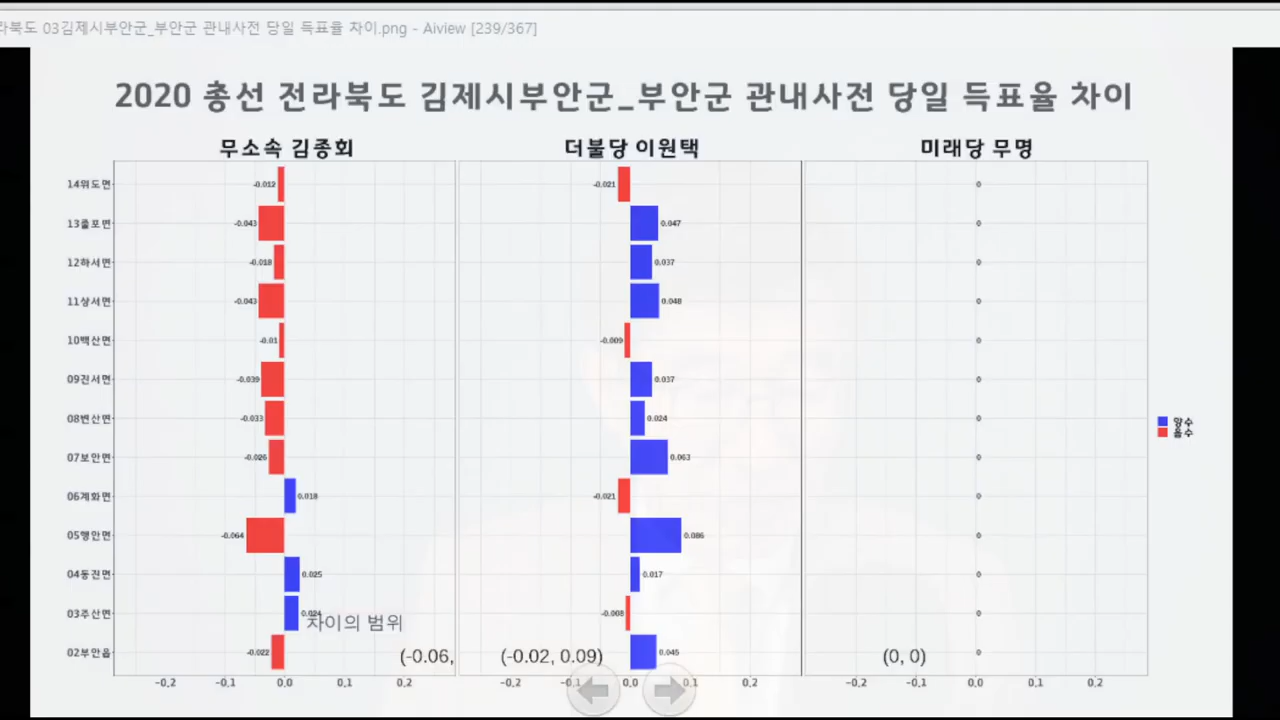 라북도 03김제시부안군_부안군 관내사전 당일 득표율 차이.png - Aiview [239/367]
2020 총선 전라북도 김제시부안군_부안군 관내사전 당일 득표율 차이
무소속 김종회 더불당 이원택 미래당 무명
14위도면 -0.012 -0.021 0
13줄포면 -0.043 0.047 0
12하서면 -0.018 0.037 0
11상서면 -0.043 0.048 0
10백산면 -0.01 -0.009 0
09진서면 -0.039 0.037 0
08변산면 -0.033 0.024 0
양수
음수
07보안면 -0.026 0.063 0
06계화면 0.018 -0.021 0
05행안면 -0.064 0.086 0
04동진면 0.025 0.017 0
03주산면 0.024 -0.008 0
차이의 범위
02부안읍 -0.022 0.045 0
(-0.06, (-0.02, 0.09) (0, 0)
-0.2 -0.1 0.0 0.1 0.2 -0.2 -0.1 0.0 0.1 0.2 -0.2 -0.1 0.0 0.1 0.2